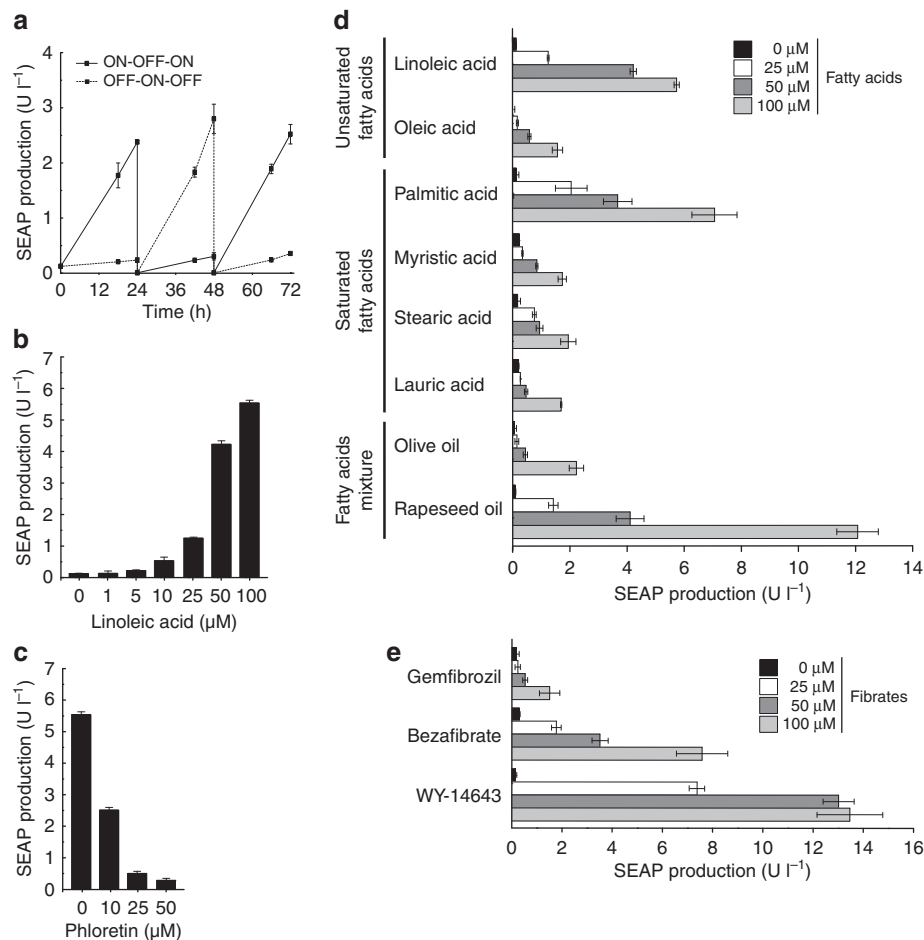 a
SEAP production (U l⁻¹)
4
3
2
1
0
ON-OFF-ON
OFF-ON-OFF
0 12 24 36 48 60 72
Time (h)
b
SEAP production (U l⁻¹)
7
6
5
4
3
2
1
0
0 1 5 10 25 50 100
Linoleic acid (μM)
c
SEAP production (U l⁻¹)
7
6
5
4
3
2
1
0
0 10 25 50
Phloretin (μM)
d
Unsaturated
fatty acids
Linoleic acid
Oleic acid
Saturated
fatty acids
Palmitic acid
Myristic acid
Stearic acid
Lauric acid
Fatty acids
mixture
Olive oil
Rapeseed oil
0 μM
25 μM
50 μM
100 μM
Fatty acids
0 2 4 6 8 10 12 14
SEAP production (U l⁻¹)
e
Gemfibrozil
Bezafibrate
WY-14643
0 μM
25 μM
50 μM
100 μM
Fibrates
0 2 4 6 8 10 12 14 16
SEAP production (U l⁻¹)